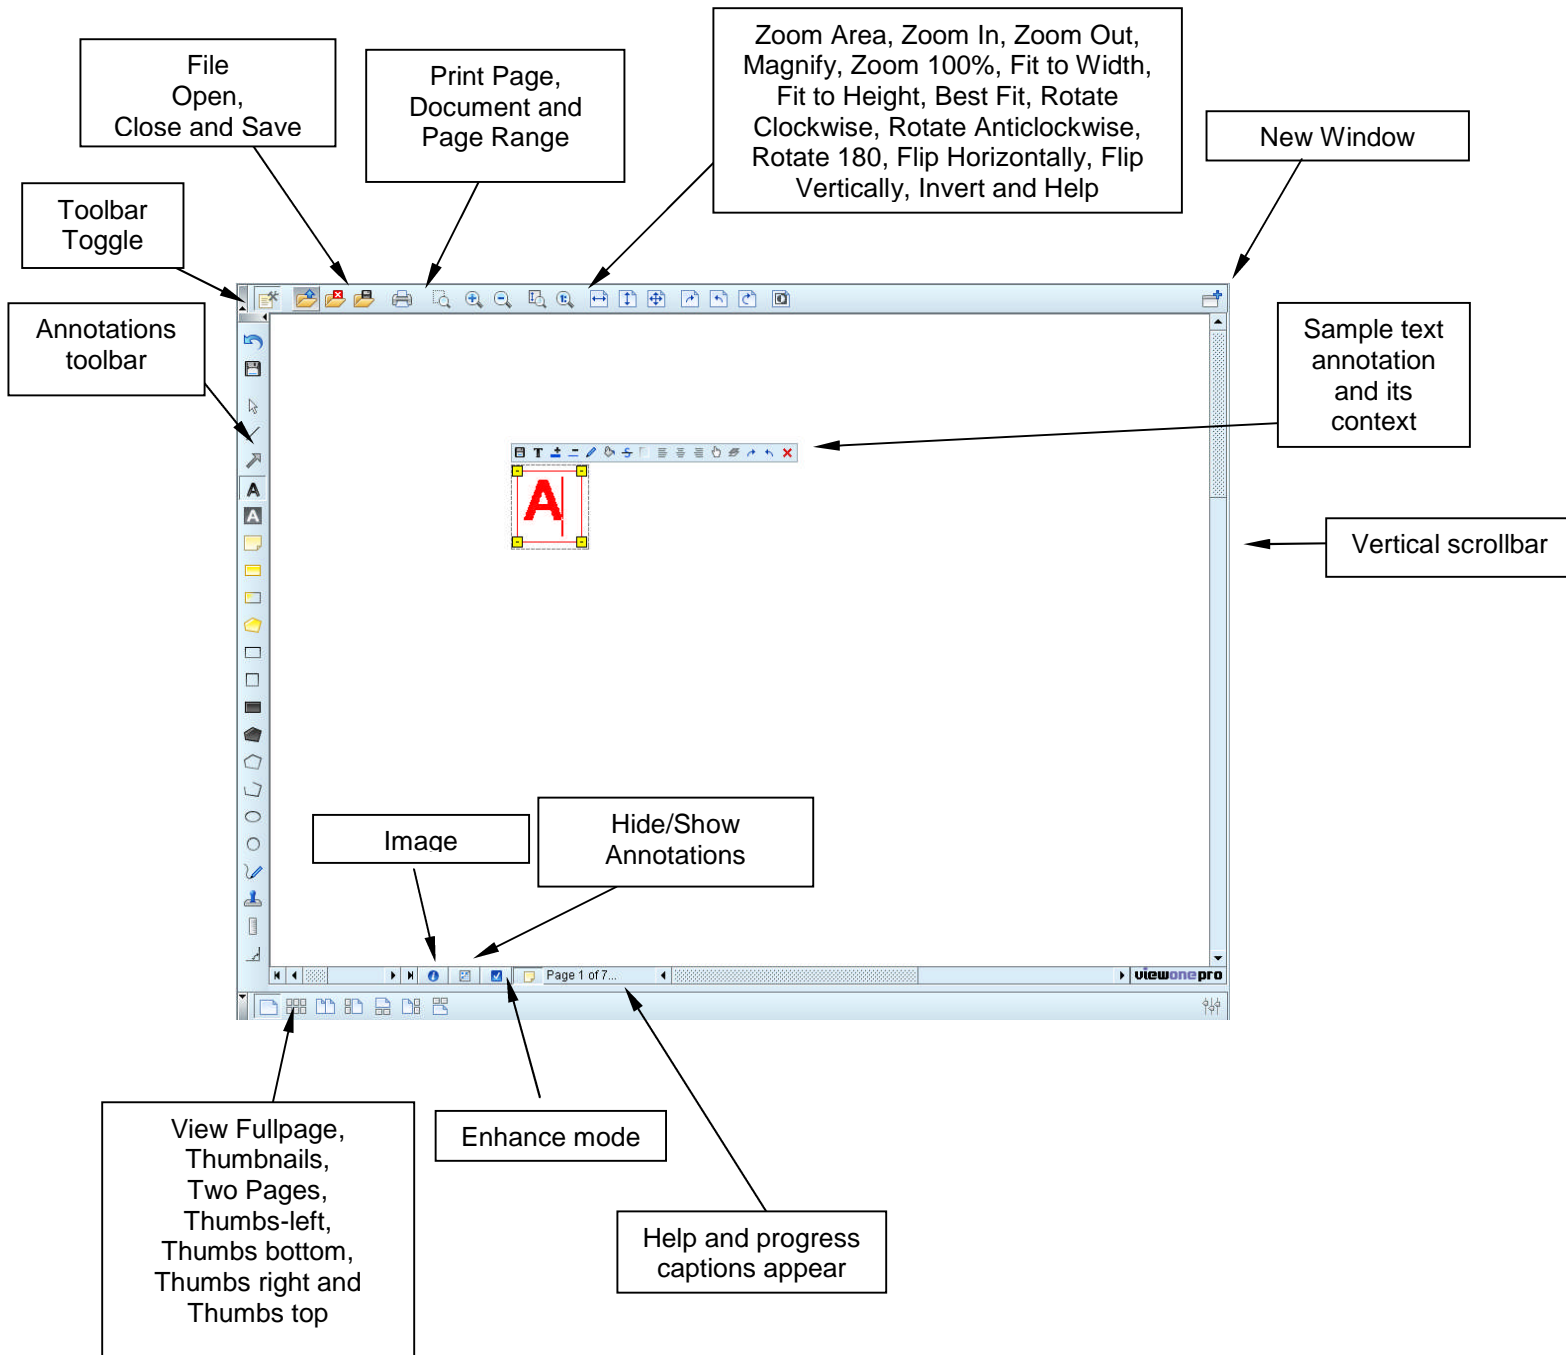 File
Open,
Close and Save
Print Page,
Document and
Page Range
Zoom Area, Zoom In, Zoom Out,
Magnify, Zoom 100%, Fit to Width,
Fit to Height, Best Fit, Rotate
Clockwise, Rotate Anticlockwise,
Rotate 180, Flip Horizontally, Flip
Vertically, Invert and Help
New Window
Toolbar
Toggle
Annotations
toolbar
Sample text
annotation
and its
context
A
Vertical scrollbar
Image
Hide/Show
Annotations
Page 1 of 7...
viewonepro
View Fullpage,
Thumbnails,
Two Pages,
Thumbs-left,
Thumbs bottom,
Thumbs right and
Thumbs top
Enhance mode
Help and progress
captions appear